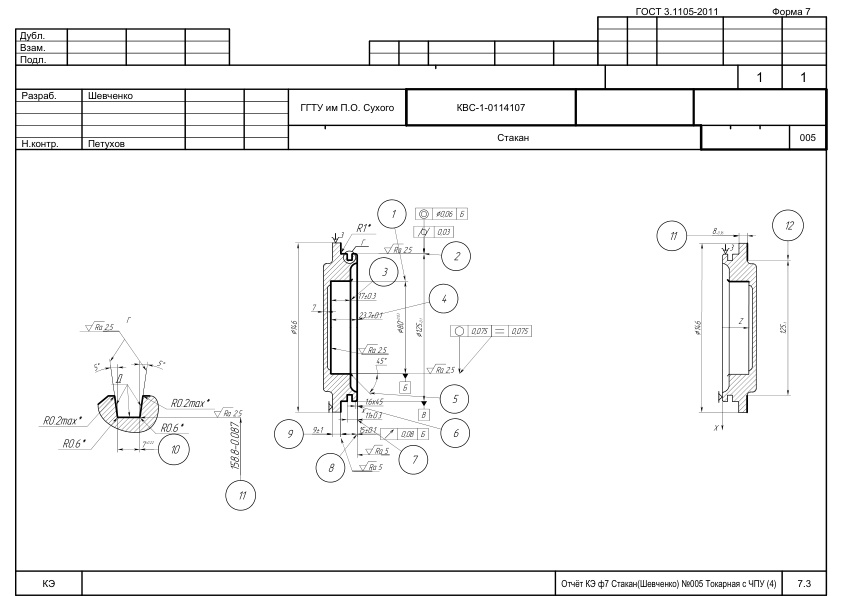 ГОСТ 3.1105-2011 Форма 7
Дубл.
Взам.
Подл.
1 1
Разраб. Шевченко
ГГТУ им П.О. Сухого КВС-1-0114107
Стакан
005
Н.контр. Петухов
1
⌀0,06 Б
0,03
2
R1*
Г
3
Ra 2,5
3
17±0.3
4
23.7±0.1
7
⌀146
⌀80
⌀125
0,075 0,075
Ra 2.5
45°
Ra 2,5
Б
5
1.6x45
В
11±0.3
6
9 9±1 15±0.1
0,08 Б
7
Ra 5
8
Ra 5
Г
Ra 2.5
5° 5°
Д
R0.2max*
Ra 2.5
R0.2max*
R0.6*
R0.6*
10
158.8-0.087
11
11
8
12
3
⌀146
Z
125
X
КЭ
Отчёт КЭ ф7 Стакан(Шевченко) №005 Токарная с ЧПУ (4) 7.3